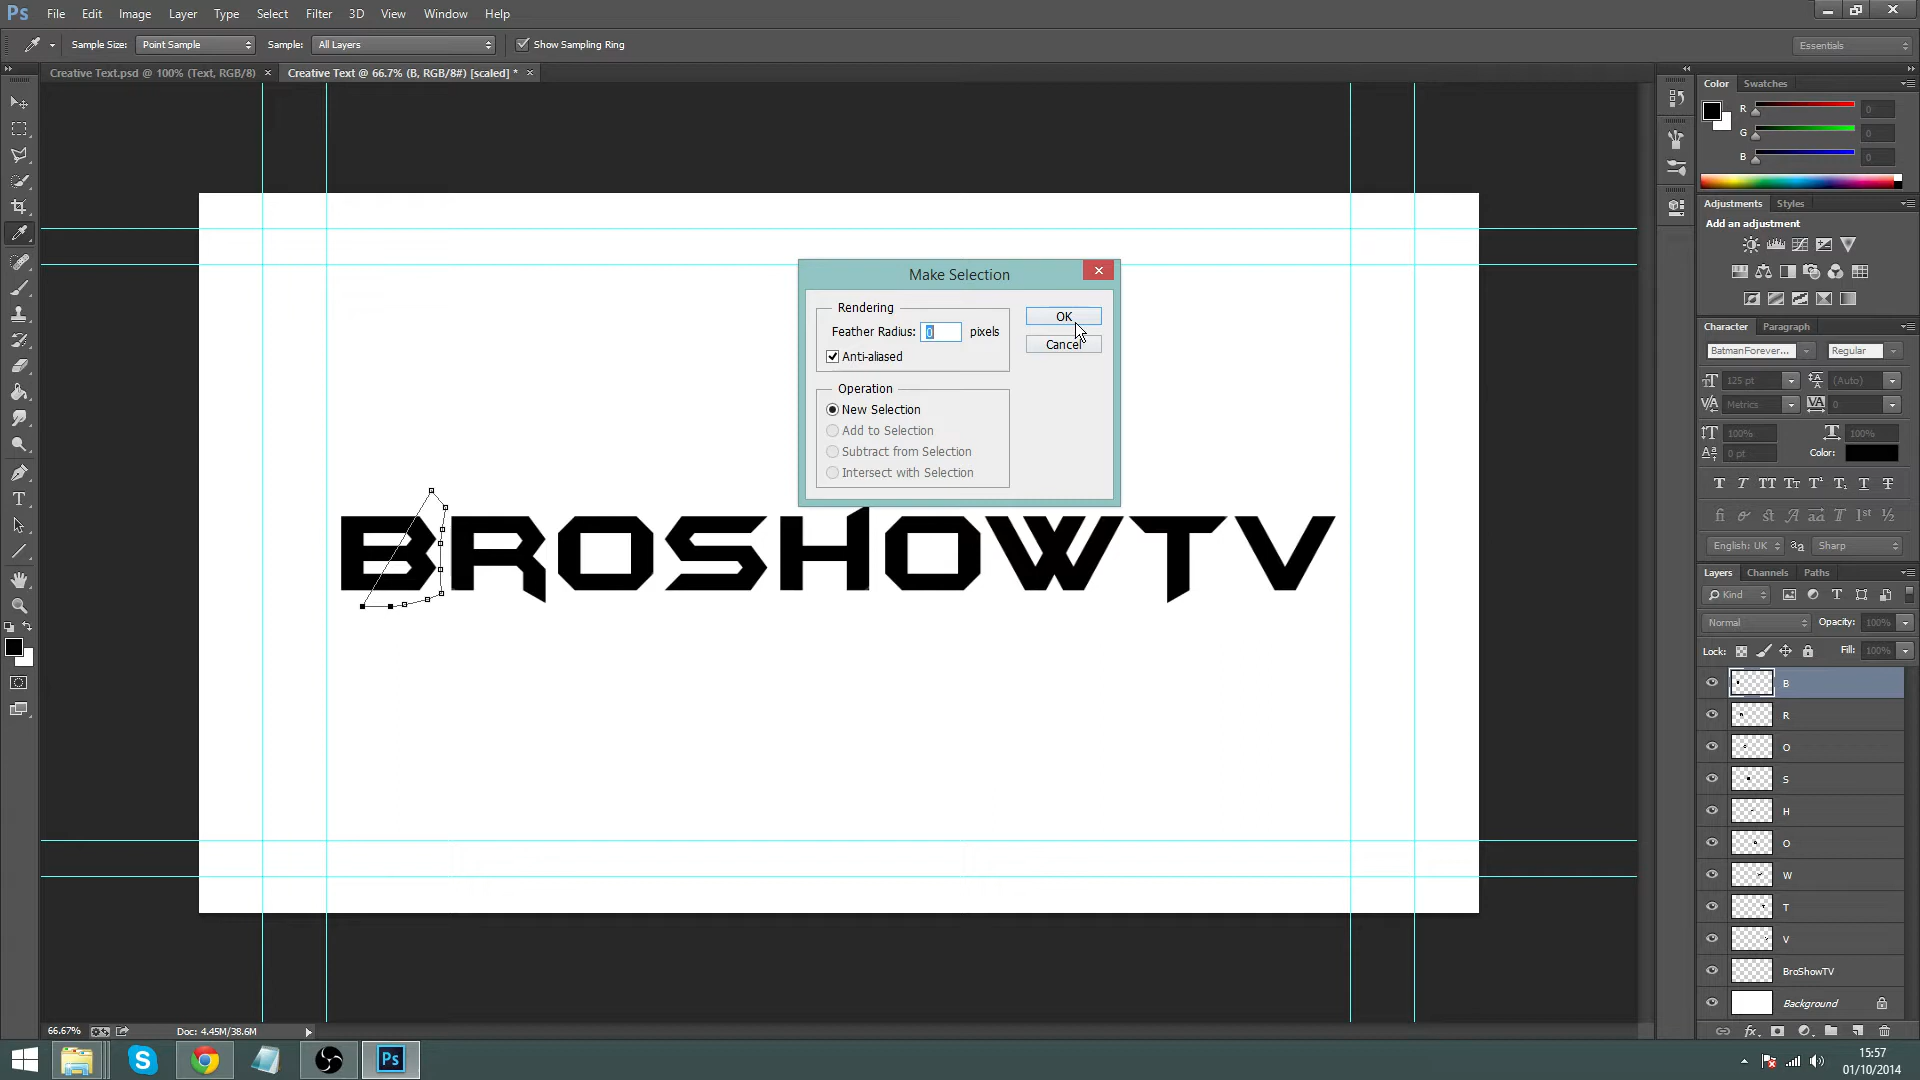 Ps File Edit Image Layer Type Select Filter 3D View Window Help
Sample Size: Point Sample Sample: All Layers Show Sampling Ring Essentials
Creative Text.psd @ 100% (Text, RGB/8) × Creative Text @ 66.7% (B, RGB/8#) [scaled] * ×
Color Swatches
R 0
G 0
B 0
Adjustments Styles
Add an adjustment
Make Selection
Rendering
Feather Radius: 0 pixels
Anti-aliased
OK
Cancel
Operation
New Selection
Add to Selection
Subtract from Selection
Intersect with Selection
BROSHOWTV
Character Paragraph
BatmanForever... Regular
125 pt (Auto)
Metrics 0
100% 100%
0 pt Color:
English: UK Sharp
Layers Channels Paths
Kind
Normal Opacity: 100%
Lock: Fill: 100%
B
R
O
S
H
O
W
T
V
BroShowTV
Background
66.67% Doc: 4.45M/38.6M
Ps
15:57
01/10/2014